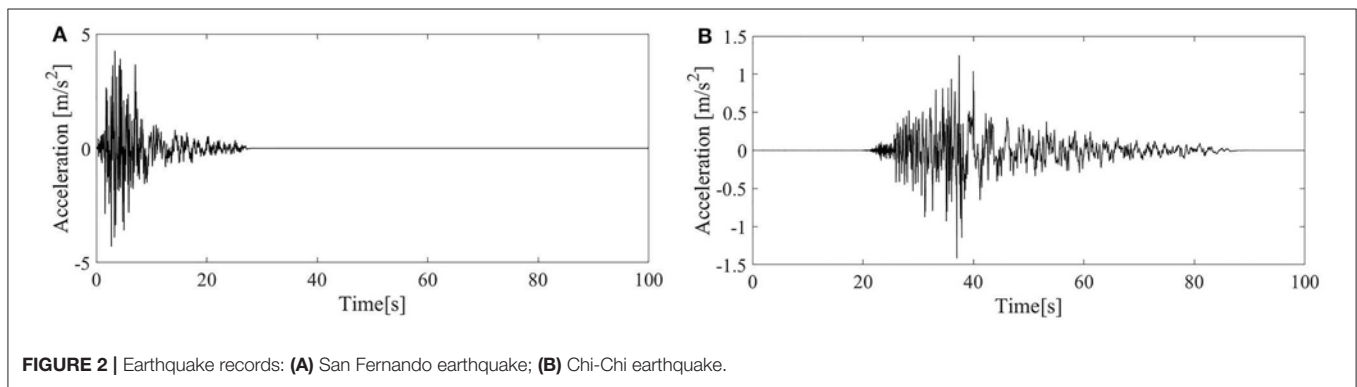 A
5
0
-5
Acceleration [m/s²]
0 20 40 60 80 100
Time[s]
B
1.5
1
0.5
0
-0.5
-1
-1.5
Acceleration [m/s²]
0 20 40 60 80 100
Time[s]
FIGURE 2 | Earthquake records: (A) San Fernando earthquake; (B) Chi-Chi earthquake.